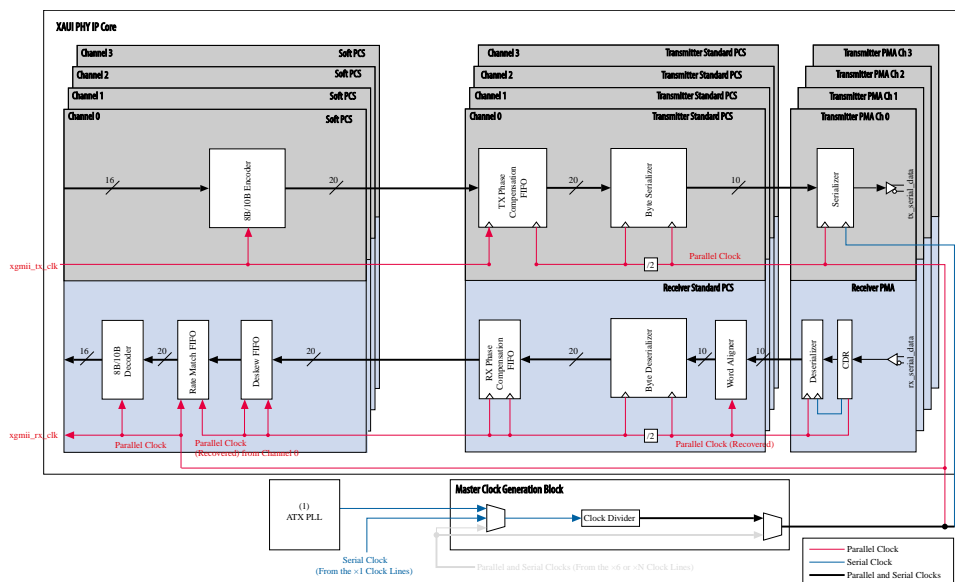 XAUI PHY IP Core
Channel 3
Soft PCS
Channel 2
Soft PCS
Channel 1
Soft PCS
Channel 0
Soft PCS
Channel 3
Transmitter Standard PCS
Channel 2
Transmitter Standard PCS
Channel 1
Transmitter Standard PCS
Channel 0
Transmitter Standard PCS
Transmitter PMA Ch 3
Transmitter PMA Ch 2
Transmitter PMA Ch 1
Transmitter PMA Ch 0
16
8B/10B Encoder
20
TX Phase
Compensation
FIFO
20
Byte Serializer
10
Serializer
tx_serial_data
xgmii_tx_clk
/2
Parallel Clock
Receiver Standard PCS
Receiver PMA
16
8B/10B
Decoder
20
Rate Match FIFO
Deskew FIFO
20
RX Phase
Compensation
FIFO
20
Byte Deserializer
10
Word Aligner
10
Deserializer
CDR
rx_serial_data
xgmii_rx_clk
Parallel Clock
Parallel Clock
(Recovered) from Channel 0
/2
Parallel Clock (Recovered)
(1)
ATX PLL
Master Clock Generation Block
Clock Divider
Serial Clock
(From the ×1 Clock Lines)
Parallel and Serial Clocks (From the ×6 or ×N Clock Lines)
Parallel Clock
Serial Clock
Parallel and Serial Clocks